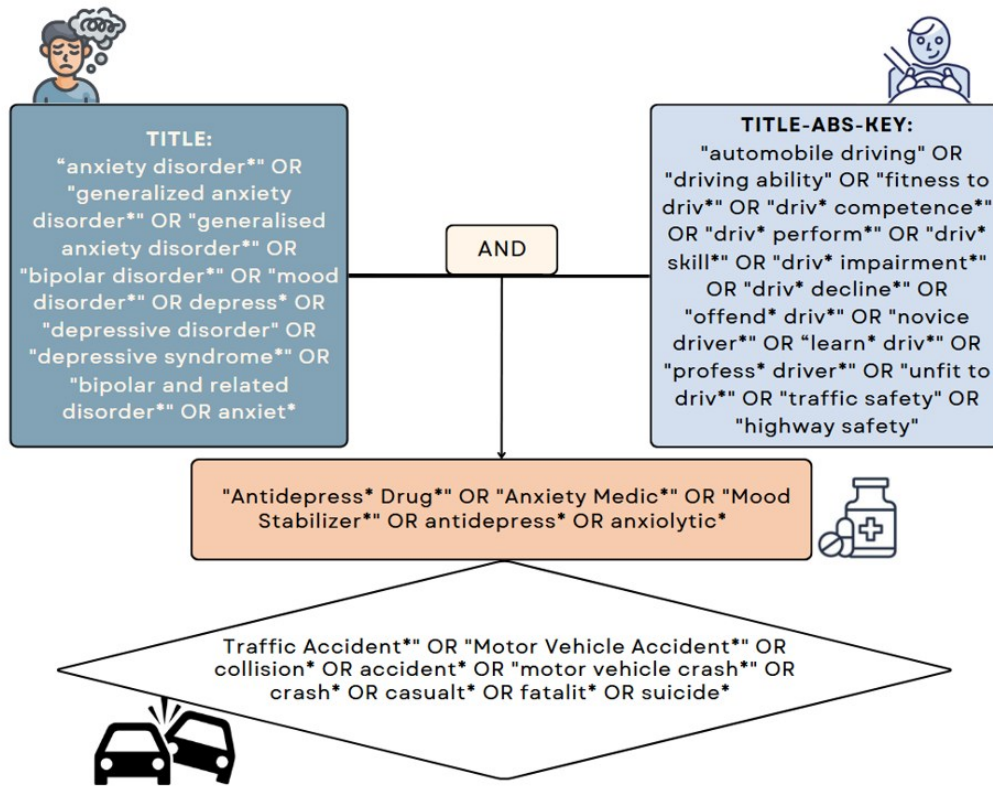 TITLE:
“anxiety disorder*" OR
"generalized anxiety
disorder*" OR "generalised
anxiety disorder*" OR
"bipolar disorder*" OR "mood
disorder*" OR depress* OR
"depressive disorder" OR
"depressive syndrome*" OR
"bipolar and related
disorder*" OR anxiet*
AND
TITLE-ABS-KEY:
"automobile driving" OR
"driving ability" OR "fitness to
driv*" OR "driv* competence*"
OR "driv* perform*" OR "driv*
skill*" OR "driv* impairment*"
OR "driv* decline*" OR
"offend* driv*" OR "novice
driver*" OR “learn* driv*" OR
"profess* driver*" OR "unfit to
driv*" OR "traffic safety" OR
"highway safety"
"Antidepress* Drug*" OR "Anxiety Medic*" OR "Mood
Stabilizer*" OR antidepress* OR anxiolytic*
Traffic Accident*" OR "Motor Vehicle Accident*" OR
collision* OR accident* OR "motor vehicle crash*" OR
crash* OR casualt* OR fatalit* OR suicide*